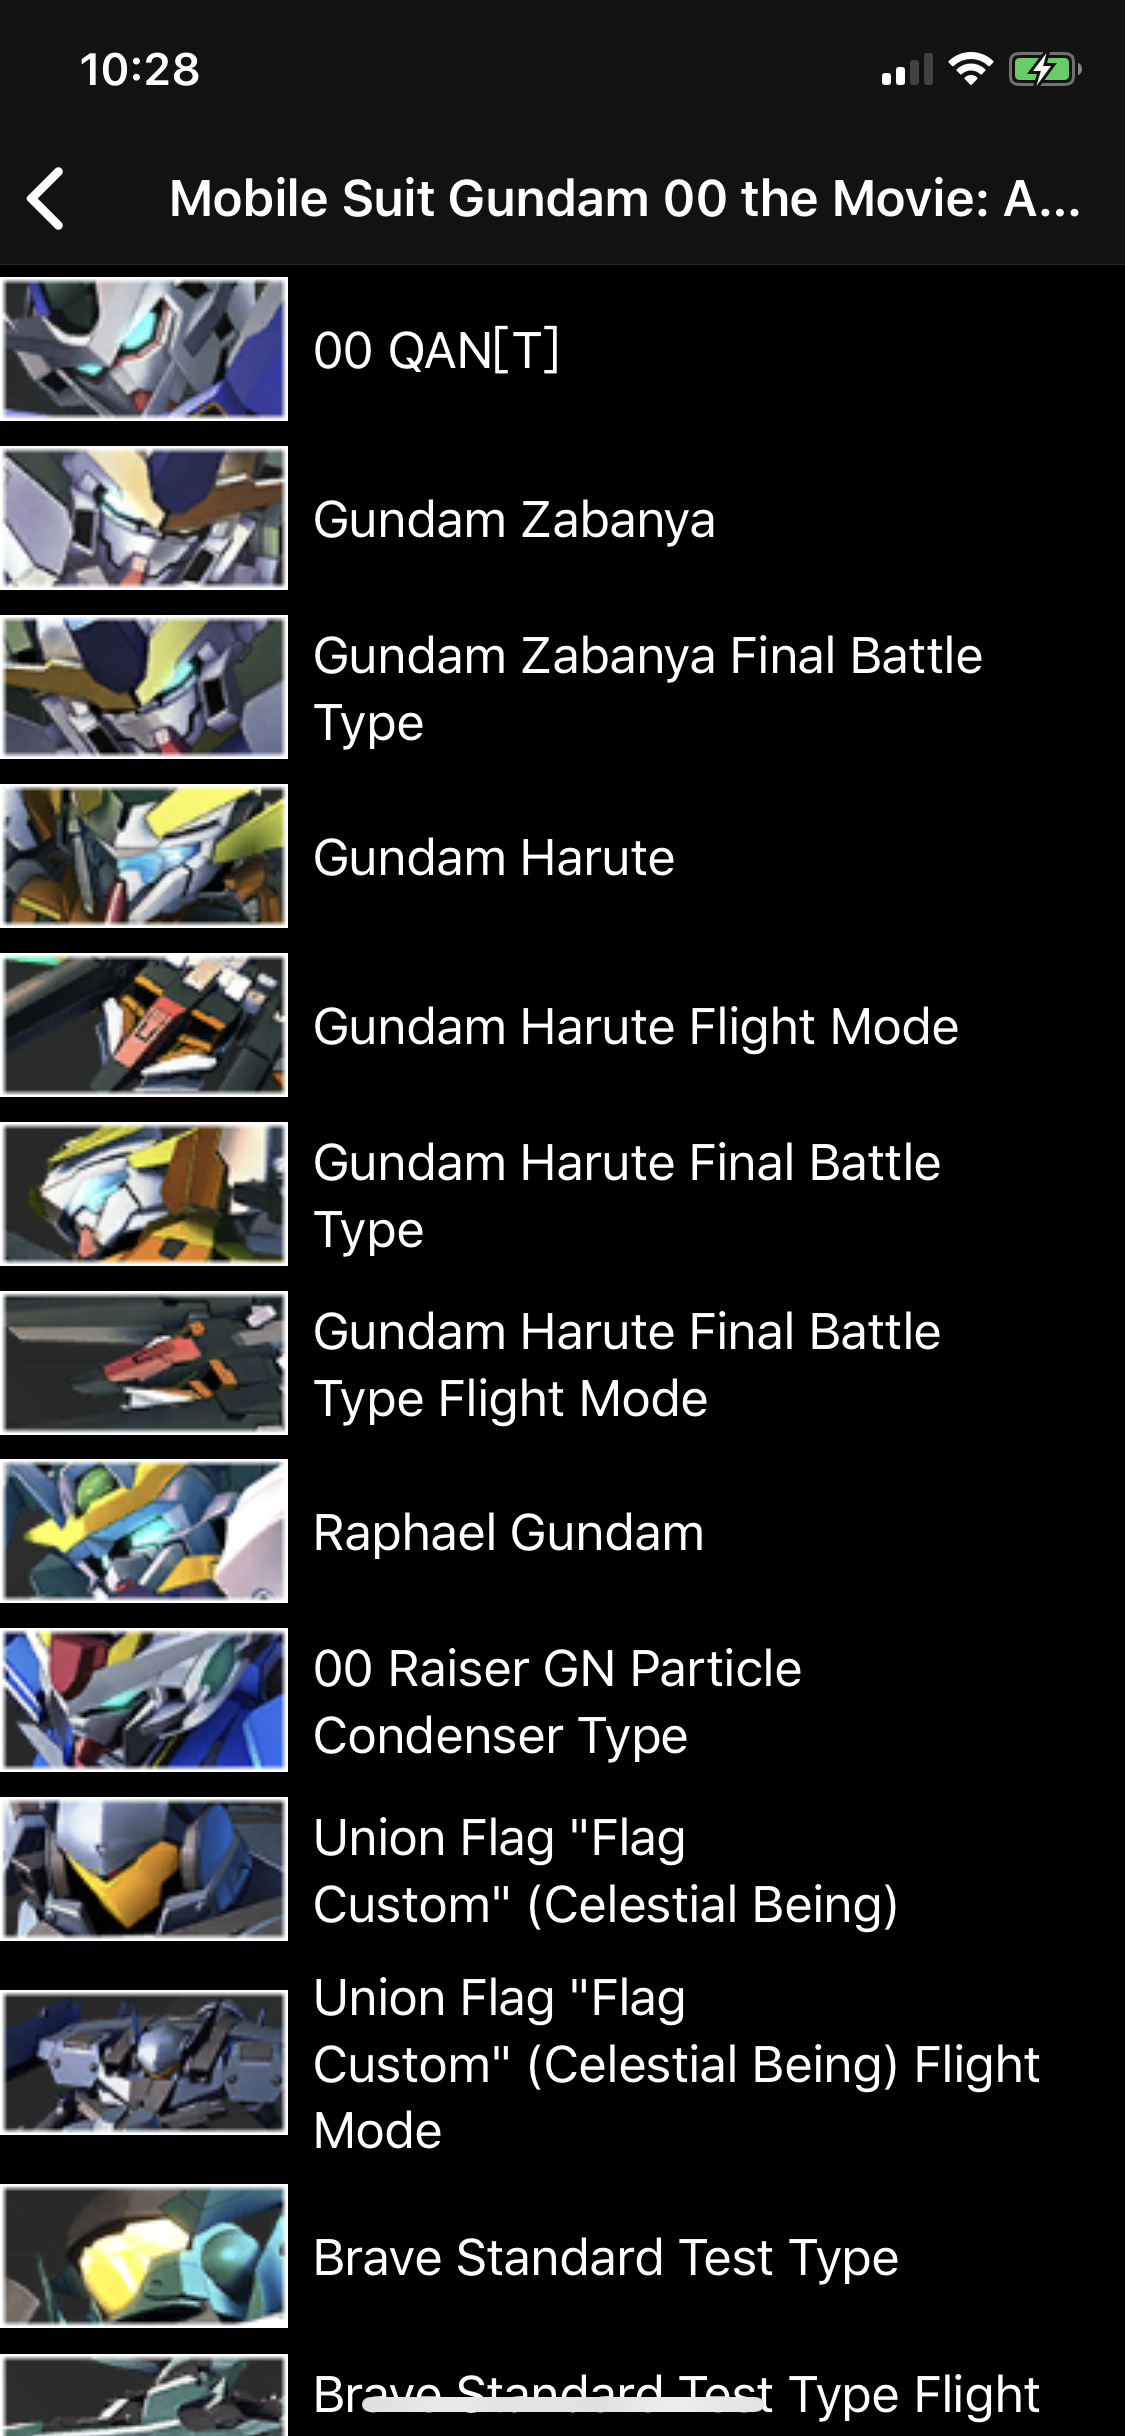 10:28
Mobile Suit Gundam 00 the Movie: A...
00 QAN[T]
Gundam Zabanya
Gundam Zabanya Final Battle
Type
Gundam Harute
Gundam Harute Flight Mode
Gundam Harute Final Battle
Type
Gundam Harute Final Battle
Type Flight Mode
Raphael Gundam
00 Raiser GN Particle
Condenser Type
Union Flag "Flag
Custom" (Celestial Being)
Union Flag "Flag
Custom" (Celestial Being) Flight
Mode
Brave Standard Test Type
Brave Standard Test Type Flight